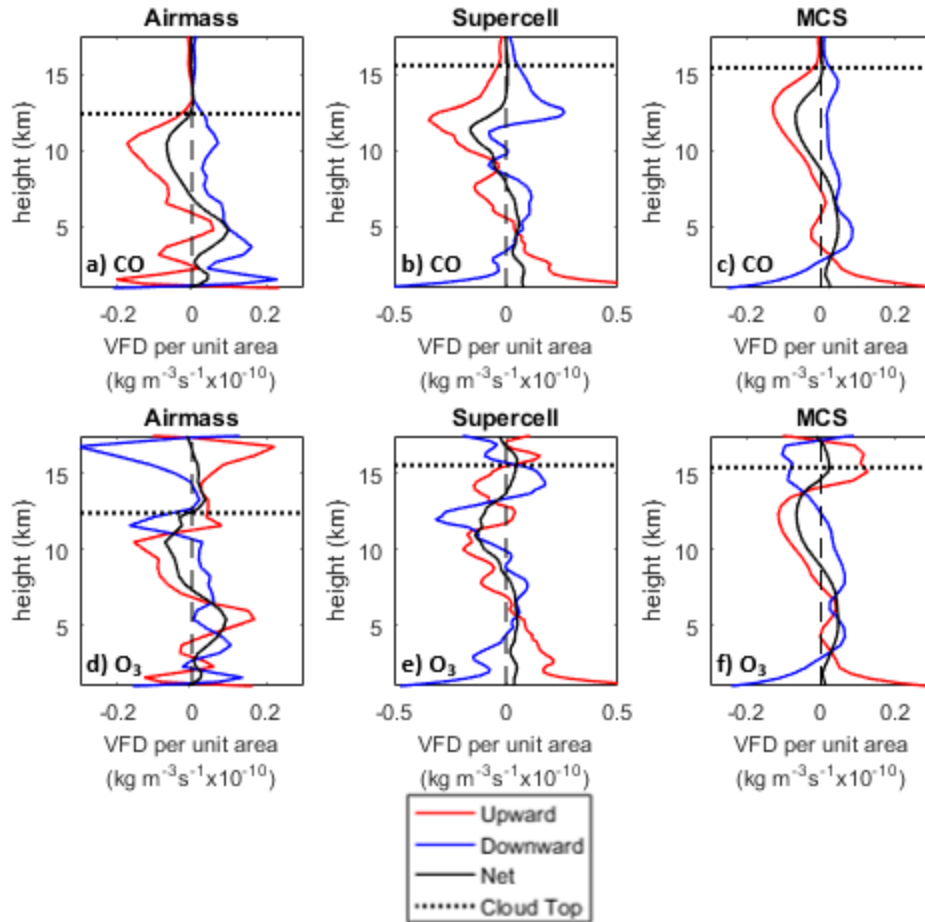 Airmass
Supercell
MCS
height (km)
15
10
5
a) CO
-0.2
0
0.2
VFD per unit area
(kg m⁻³s⁻¹x10⁻¹⁰)
height (km)
15
10
5
b) CO
-0.5
0
0.5
VFD per unit area
(kg m⁻³s⁻¹x10⁻¹⁰)
height (km)
15
10
5
c) CO
-0.2
0
0.2
VFD per unit area
(kg m⁻³s⁻¹x10⁻¹⁰)
Airmass
Supercell
MCS
height (km)
15
10
5
d) O₃
-0.2
0
0.2
VFD per unit area
(kg m⁻³s⁻¹x10⁻¹⁰)
height (km)
15
10
5
e) O₃
-0.5
0
0.5
VFD per unit area
(kg m⁻³s⁻¹x10⁻¹⁰)
height (km)
15
10
5
f) O₃
-0.2
0
0.2
VFD per unit area
(kg m⁻³s⁻¹x10⁻¹⁰)
Upward
Downward
Net
Cloud Top